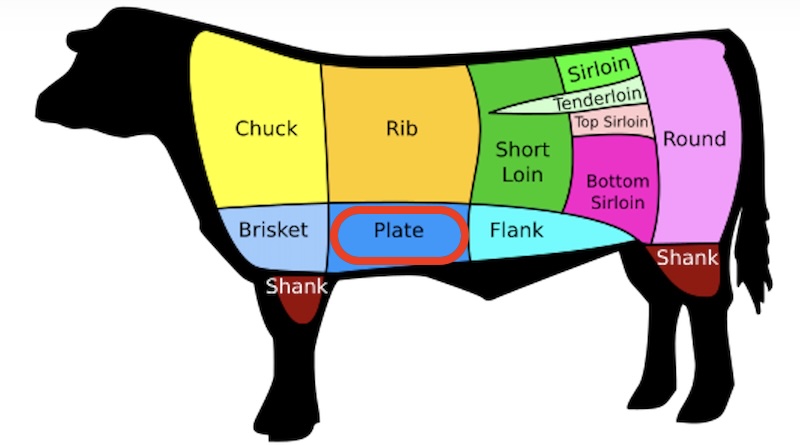 Chuck
Rib
Short
Loin
Sirloin
Tenderloin
Top Sirloin
Bottom
Sirloin
Round
Brisket
Plate
Flank
Shank
Shank